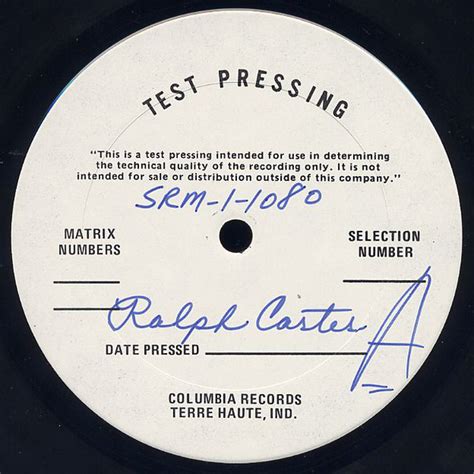 TEST PRESSING
"This is a test pressing intended for use in determining
the technical quality of the recording only. It is not
intended for sale or distribution outside of this company."
SRM-1-1080
MATRIX
NUMBERS
SELECTION
NUMBER
Ralph Carter
A
DATE PRESSED
COLUMBIA RECORDS
TERRE HAUTE, IND.